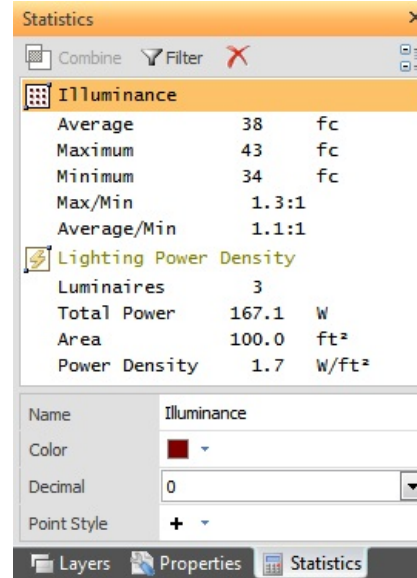 Statistics
Combine Filter
Illuminance
Average 38 fc
Maximum 43 fc
Minimum 34 fc
Max/Min 1.3:1
Average/Min 1.1:1
Lighting Power Density
Luminaires 3
Total Power 167.1 W
Area 100.0 ft²
Power Density 1.7 W/ft²
Name Illuminance
Color
Decimal 0
Point Style +
Layers Properties Statistics